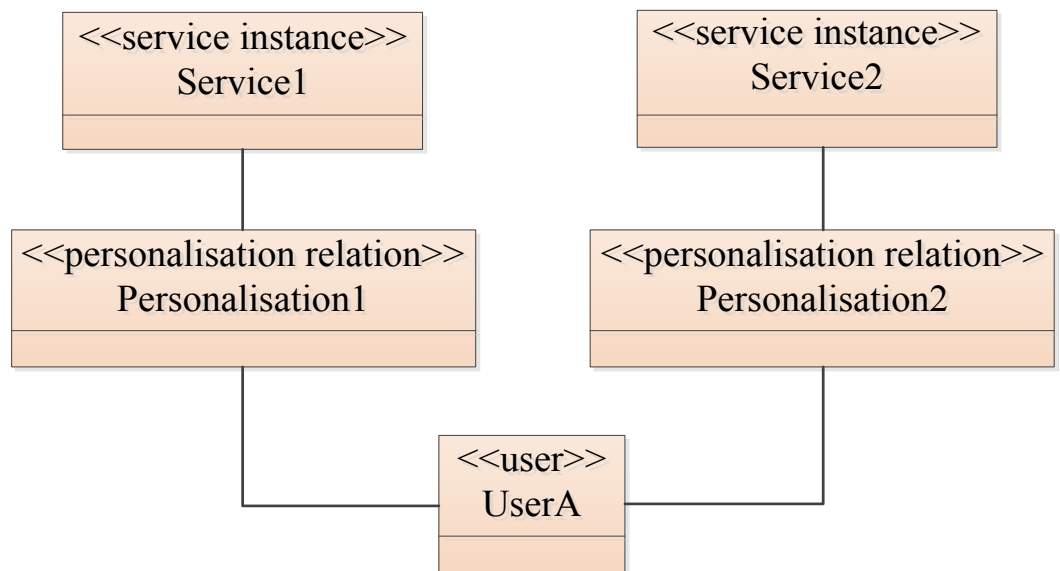 <<service instance>>
Service1
<<service instance>>
Service2
<<personalisation relation>>
Personalisation1
<<personalisation relation>>
Personalisation2
<<user>>
UserA